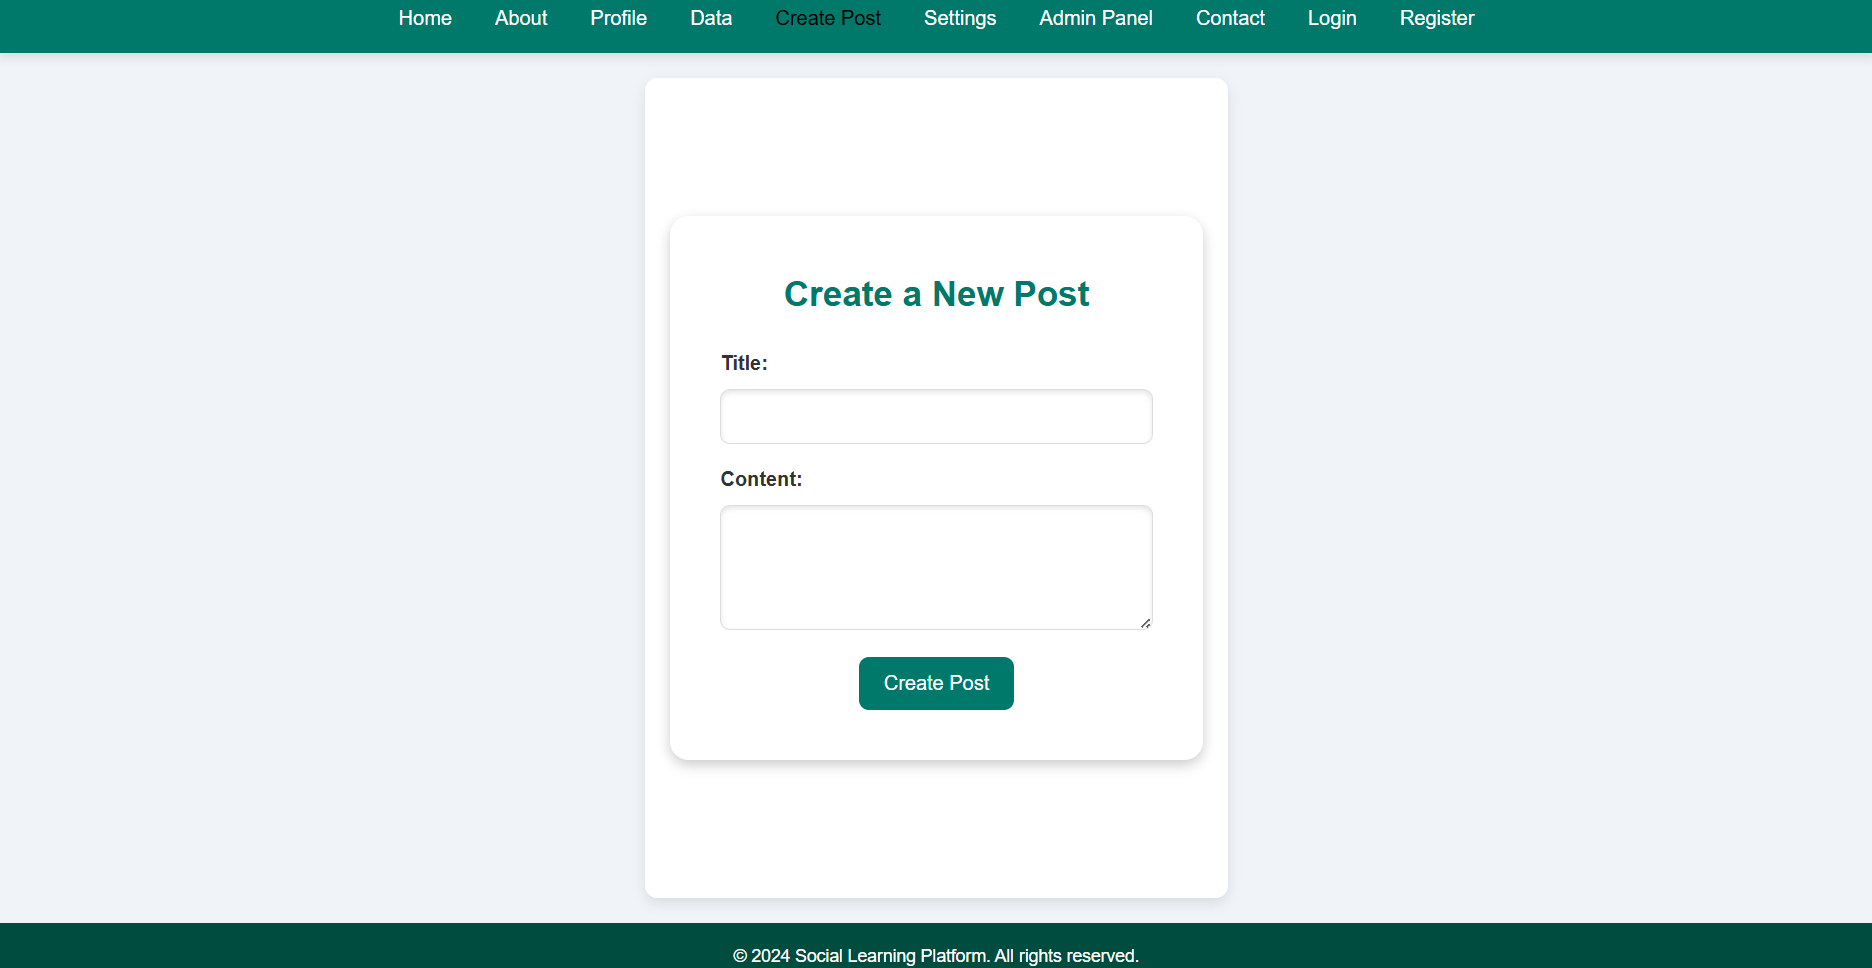 Home About Profile Data Create Post Settings Admin Panel Contact Login Register
Create a New Post
Title:
Content:
Create Post
© 2024 Social Learning Platform. All rights reserved.